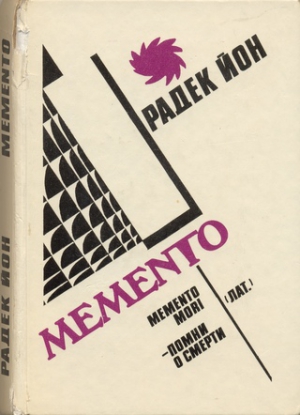 РАДЕК ЙОН MEMENTO
РАДЕК ЙОН
MEMENTO
MEMENTO
MORI
(ЛАТ.)
—ПОМНИ
О СМЕРТИ